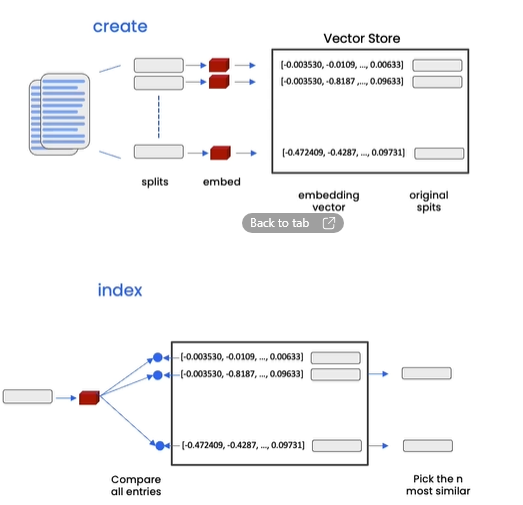 create
Vector Store
[-0.003530, -0.0109, ..., 0.00633]
[-0.003530, -0.8187 ,..., 0.09633]
[-0.472409, -0.4287, ..., 0.09731]
splits
embed
embedding
vector
original
spits
Back to tab
index
[-0.003530, -0.0109, ..., 0.00633]
[-0.003530, -0.8187, ..., 0.09633]
[-0.472409, -0.4287, ..., 0.09731]
Compare
all entries
Pick the n
most similar